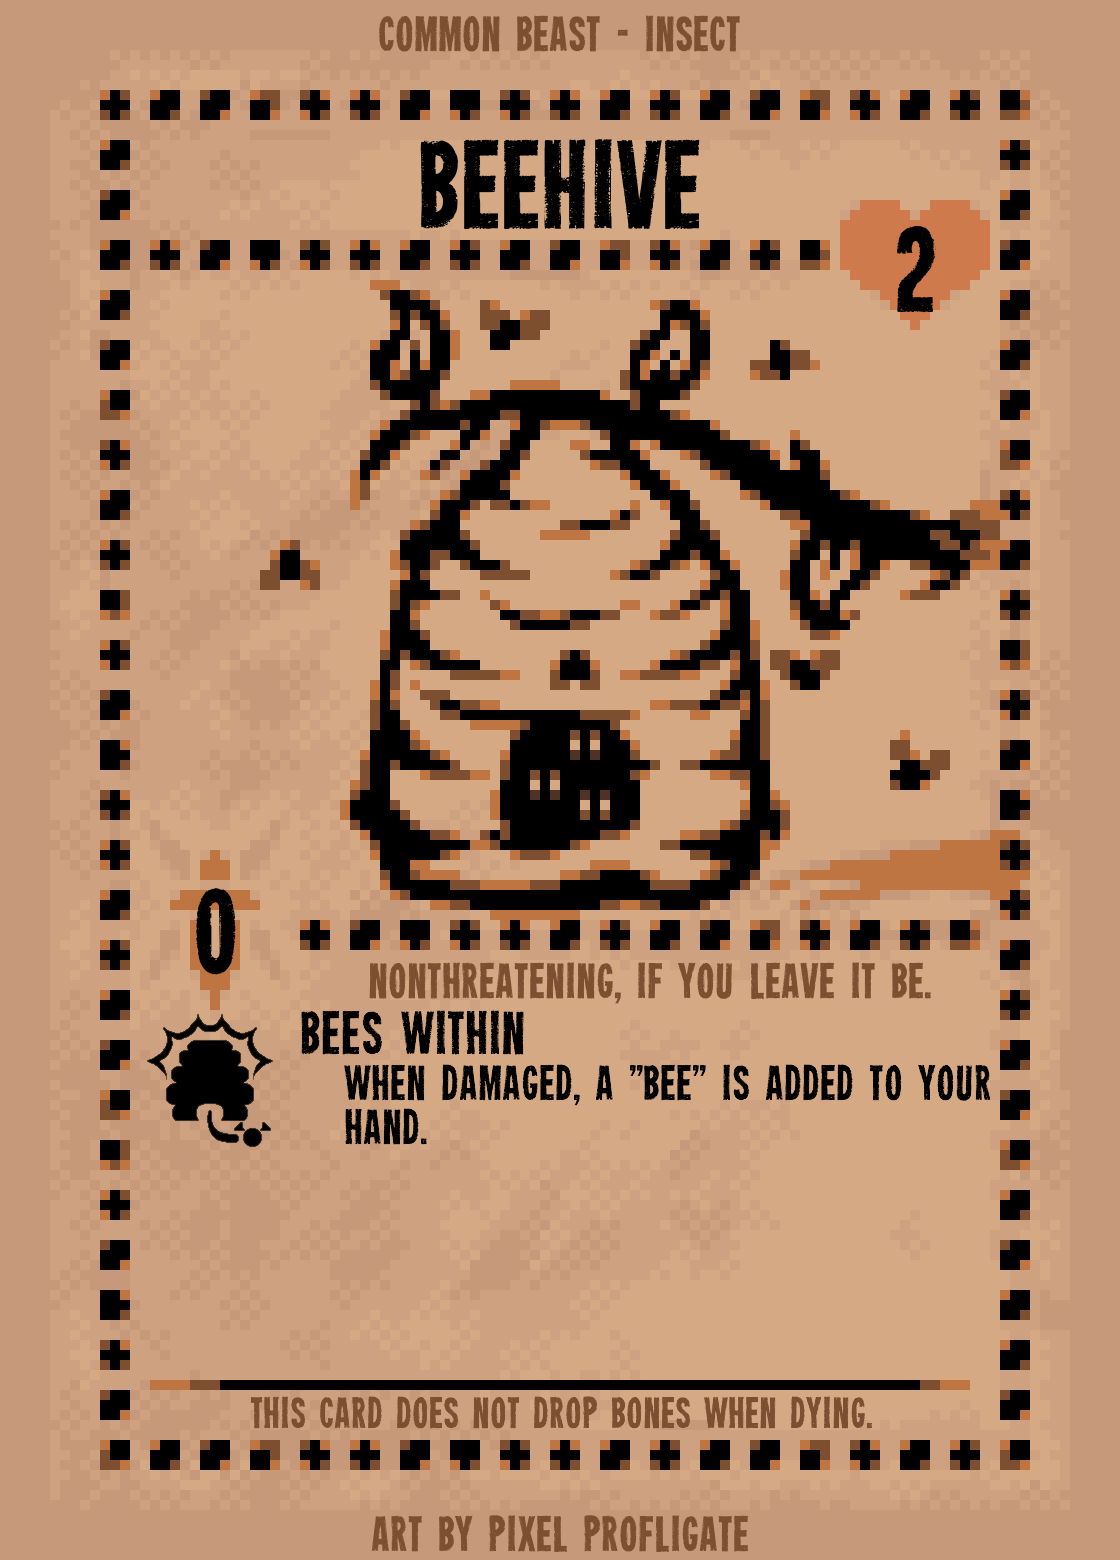 COMMON BEAST - INSECT
BEEHIVE
2
0
NONTHREATENING, IF YOU LEAVE IT BE.
BEES WITHIN
WHEN DAMAGED, A "BEE" IS ADDED TO YOUR
HAND.
THIS CARD DOES NOT DROP BONES WHEN DYING.
ART BY PIXEL PROFLIGATE